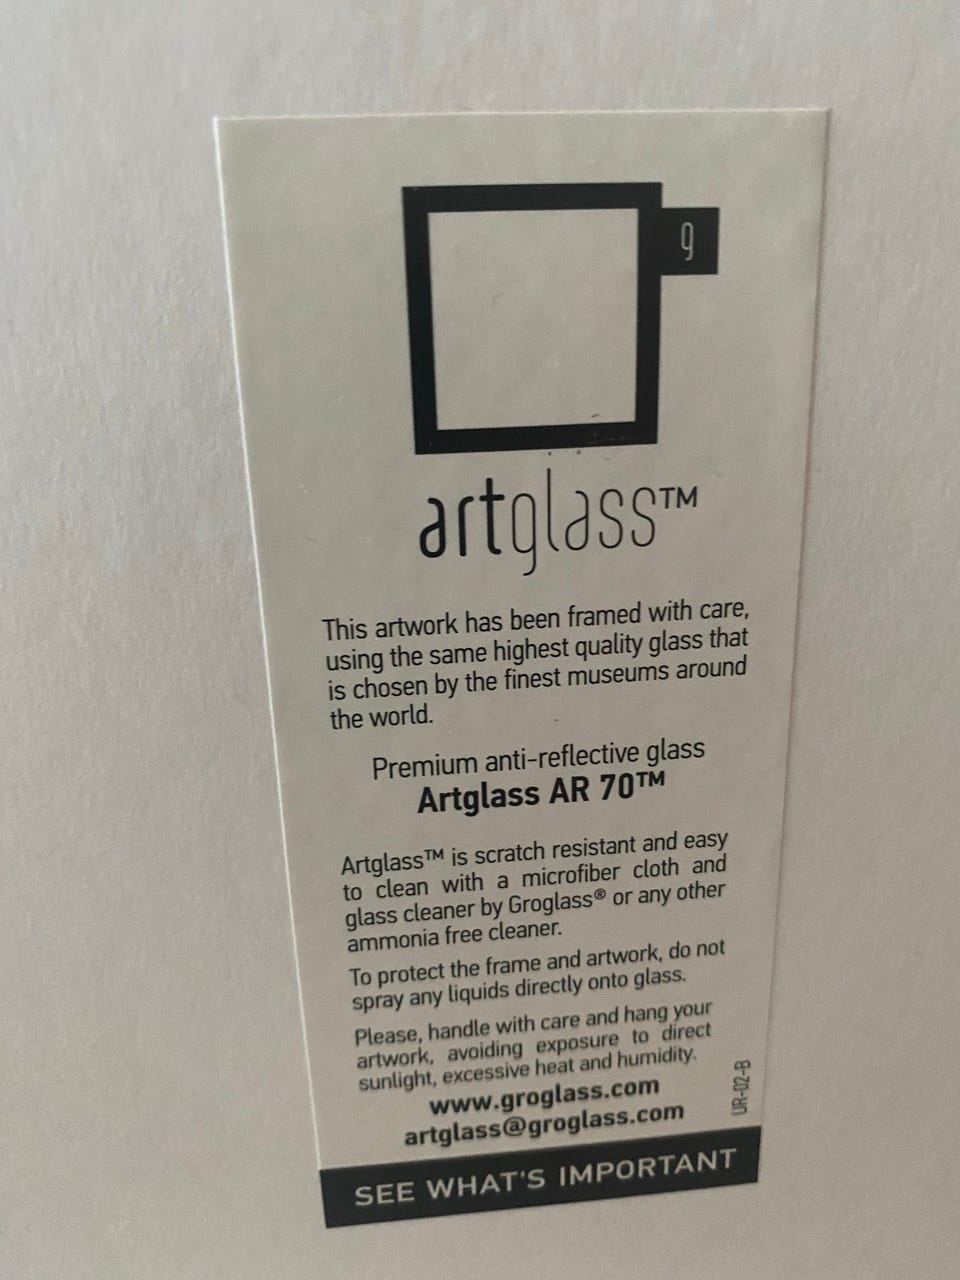 g
artglass™
This artwork has been framed with care,
using the same highest quality glass that
is chosen by the finest museums around
the world.
Premium anti-reflective glass
Artglass AR 70™
Artglass™ is scratch resistant and easy
to clean with a microfiber cloth and
glass cleaner by Groglass® or any other
ammonia free cleaner.
To protect the frame and artwork, do not
spray any liquids directly onto glass.
Please, handle with care and hang your
artwork, avoiding exposure to direct
sunlight, excessive heat and humidity.
www.groglass.com
artglass@groglass.com
UR-02-B
SEE WHAT'S IMPORTANT